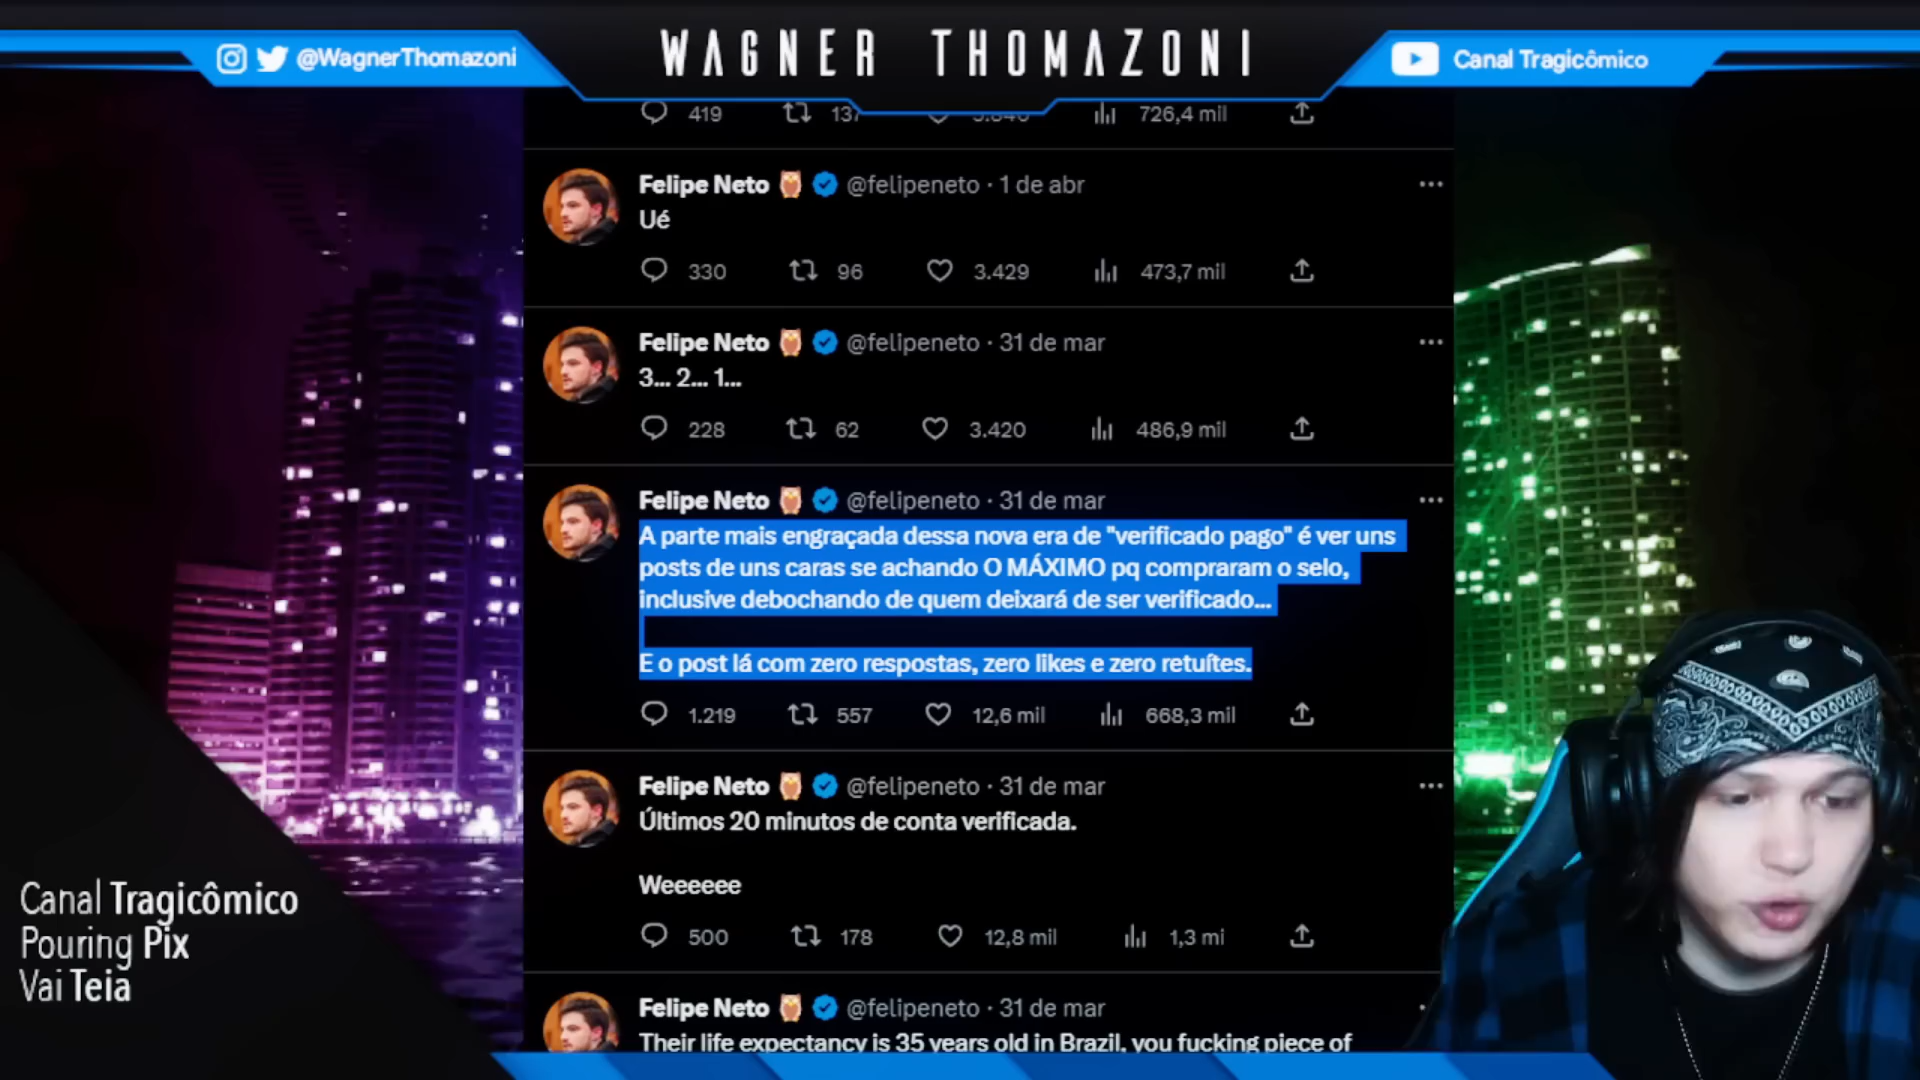 WAGNER THOMAZONI
@WagnerThomazoni
Canal Tragicômico
419 137 3.840 726,4 mil
Felipe Neto @felipeneto · 1 de abr
Ué
330 96 3.429 473,7 mil
Felipe Neto @felipeneto · 31 de mar
3... 2... 1...
228 62 3.420 486,9 mil
Felipe Neto @felipeneto · 31 de mar
A parte mais engraçada dessa nova era de "verificado pago" é ver uns
posts de uns caras se achando O MÁXIMO pq compraram o selo,
inclusive debochando de quem deixará de ser verificado...
E o post lá com zero respostas, zero likes e zero retuítes.
1.219 557 12,6 mil 668,3 mil
Felipe Neto @felipeneto · 31 de mar
Últimos 20 minutos de conta verificada.
Weeeeee
500 178 12,8 mil 1,3 mi
Felipe Neto @felipeneto · 31 de mar
Their life expectancy is 35 years old in Brazil, you fucking piece of
Canal Tragicômico
Pouring Pix
Vai Teia